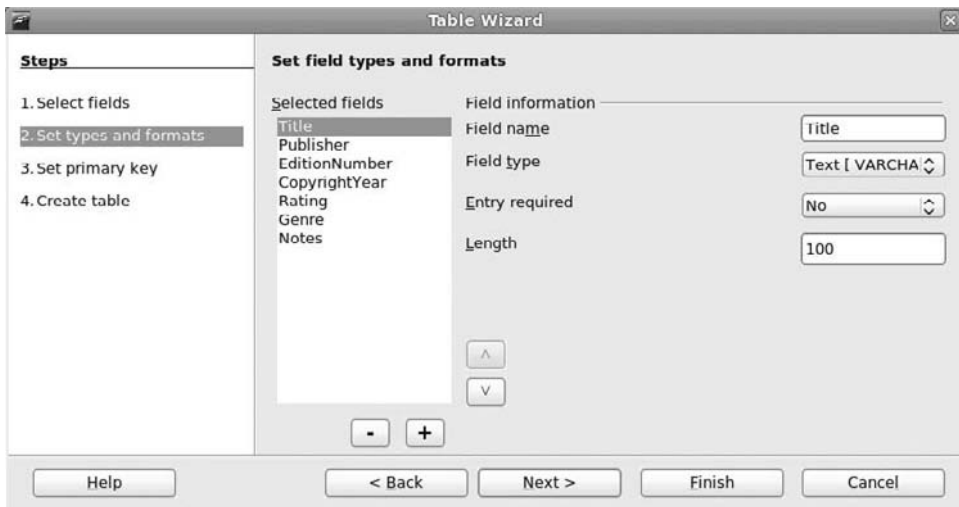 Table Wizard
Steps
1. Select fields
2. Set types and formats
3. Set primary key
4. Create table
Set field types and formats
Selected fields
Title
Publisher
EditionNumber
CopyrightYear
Rating
Genre
Notes
- +
Field information
Field name Title
Field type Text [ VARCHA
Entry required No
Length 100
Help < Back Next > Finish Cancel